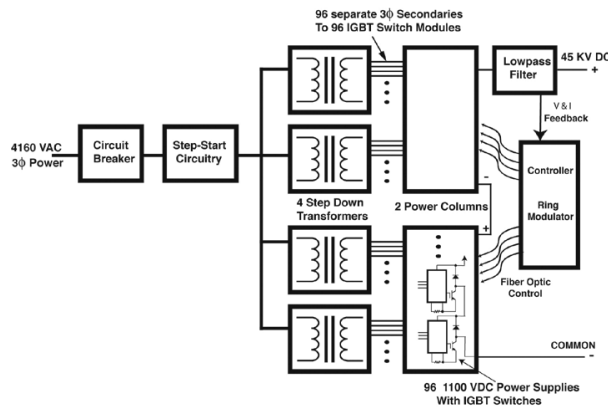 96 separate 3ϕ Secondaries
To 96 IGBT Switch Modules
Lowpass
Filter
45 KV DC
+
V & I
Feedback
4160 VAC
3ϕ Power
Circuit
Breaker
Step-Start
Circuitry
Controller
Ring
Modulator
-
4 Step Down
Transformers
2 Power Columns
+
Fiber Optic
Control
COMMON
-
96 1100 VDC Power Supplies
With IGBT Switches